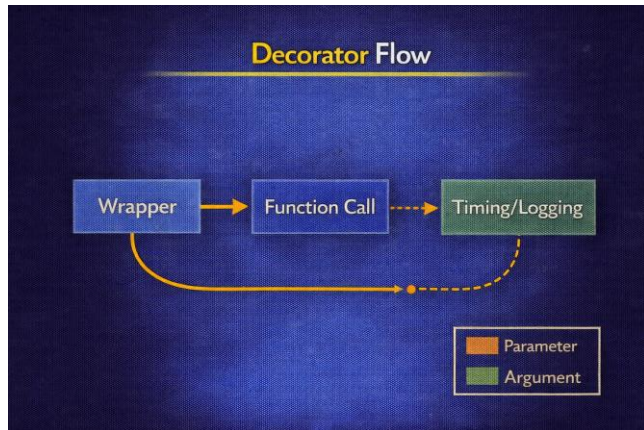 Decorator Flow
Wrapper
Function Call
Timing/Logging
Parameter
Argument